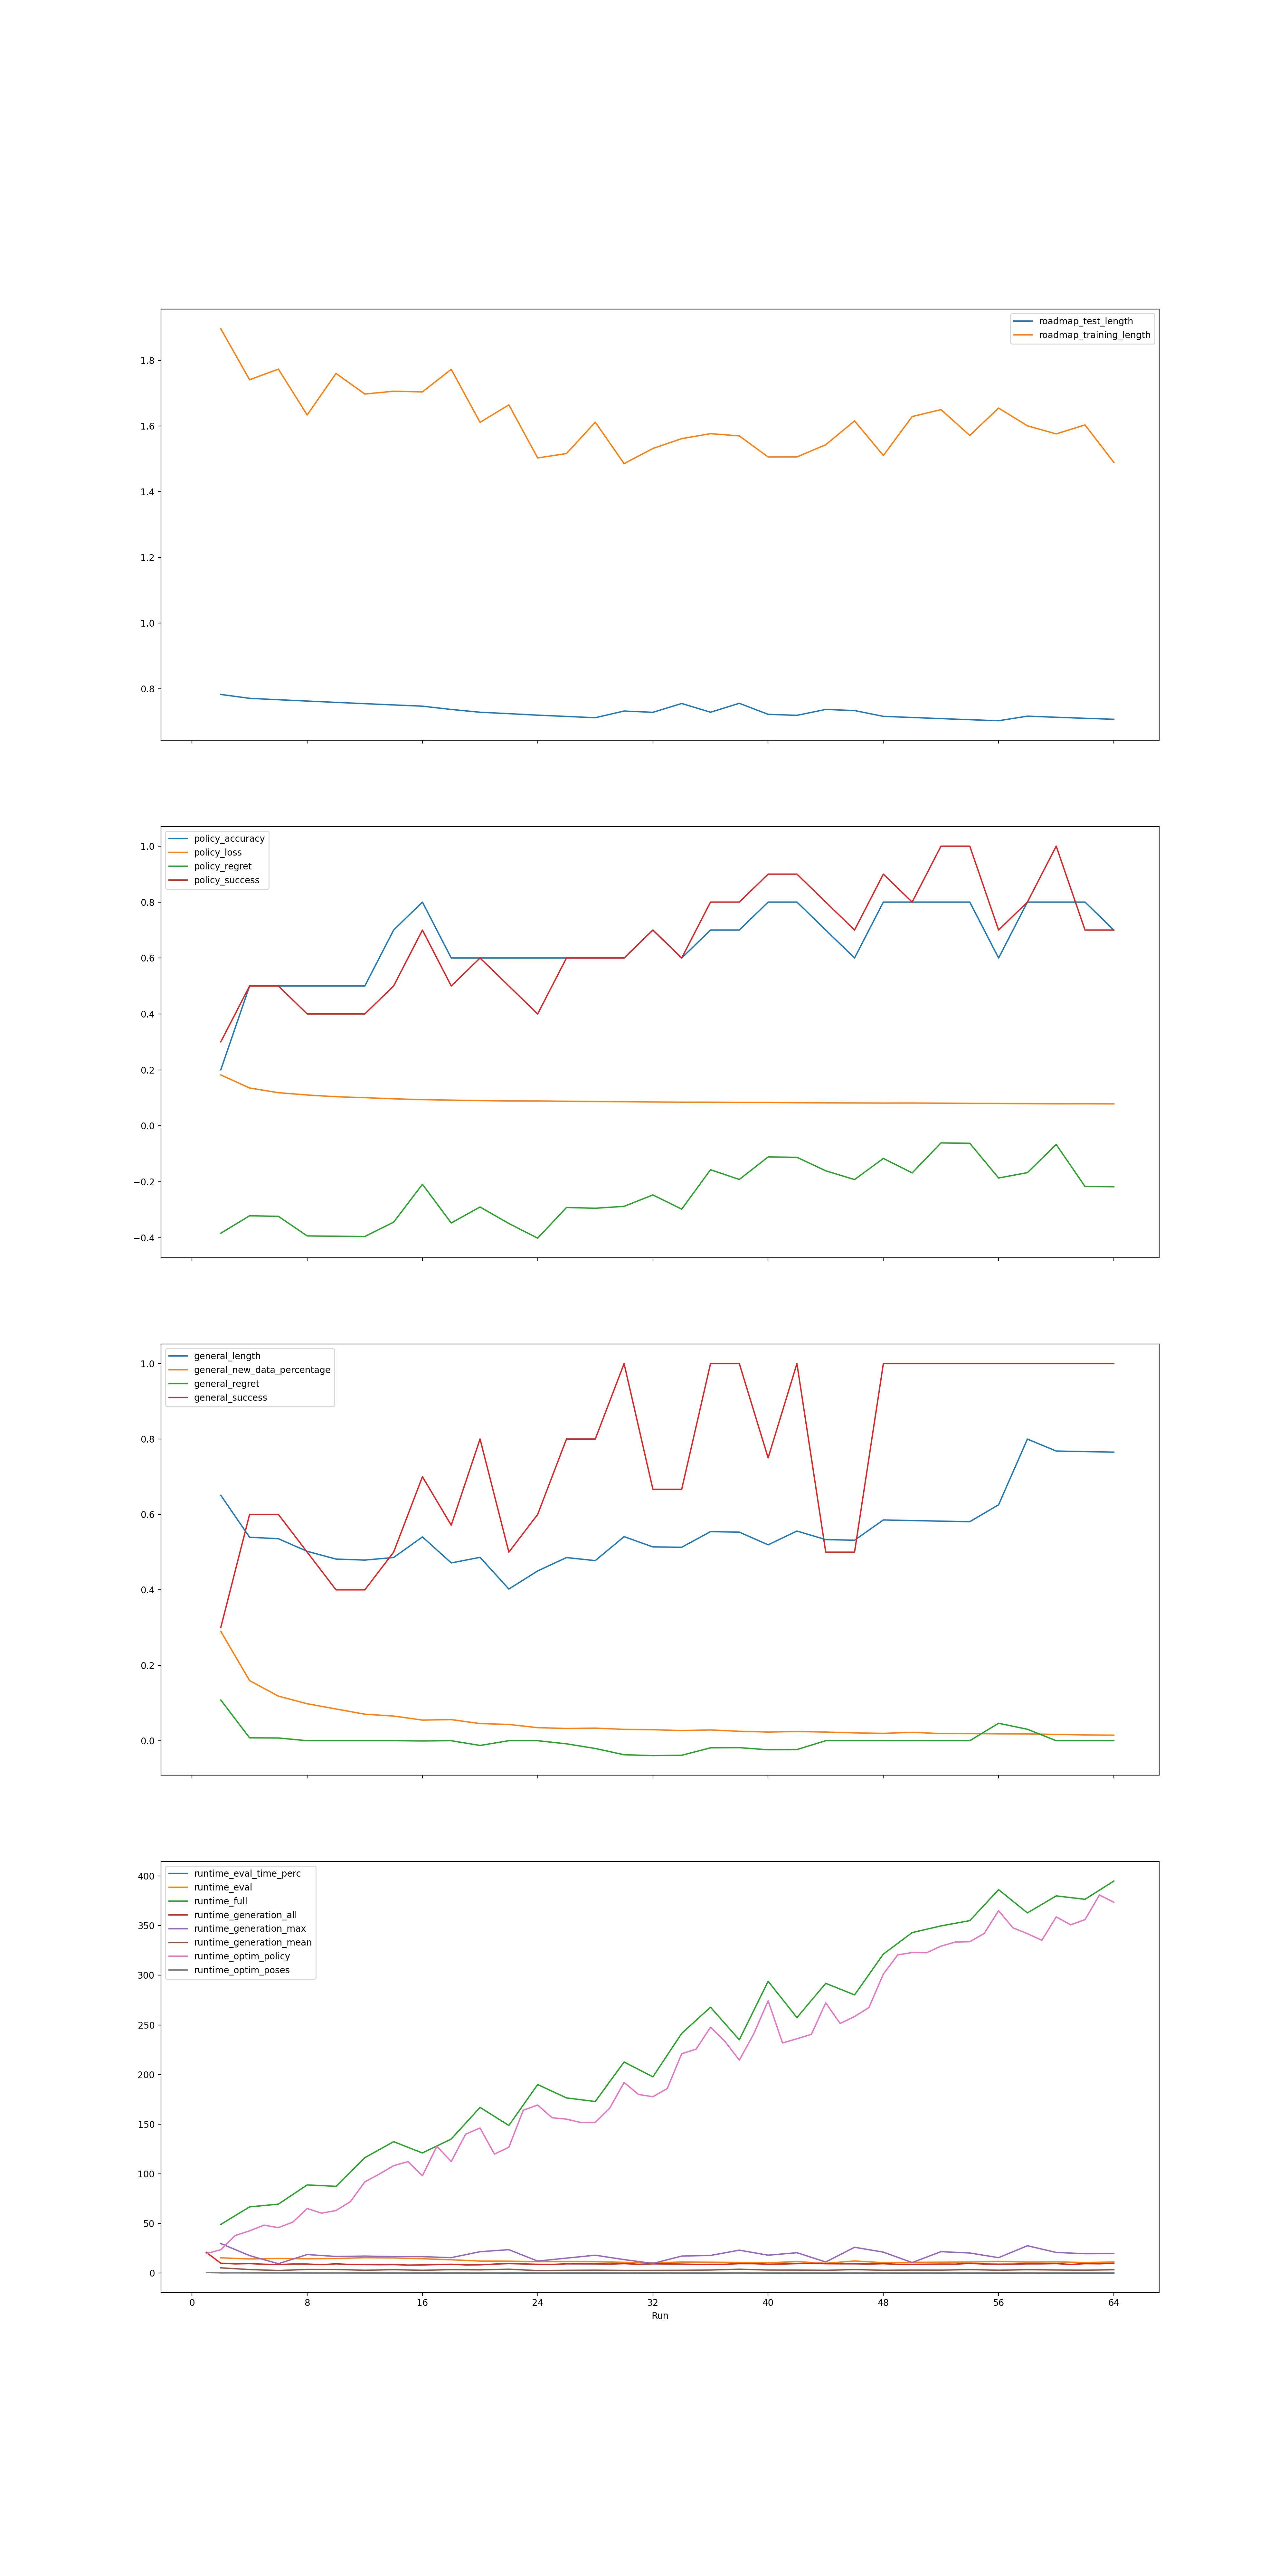 roadmap_test_length
roadmap_training_length
1.8
1.6
1.4
1.2
1.0
0.8
policy_accuracy
policy_loss
policy_regret
policy_success
1.0
0.8
0.6
0.4
0.2
0.0
−0.2
−0.4
general_length
general_new_data_percentage
general_regret
general_success
1.0
0.8
0.6
0.4
0.2
0.0
runtime_eval_time_perc
runtime_eval
runtime_full
runtime_generation_all
runtime_generation_max
runtime_generation_mean
runtime_optim_policy
runtime_optim_poses
400
350
300
250
200
150
100
50
0
0 8 16 24 32 40 48 56 64
Run